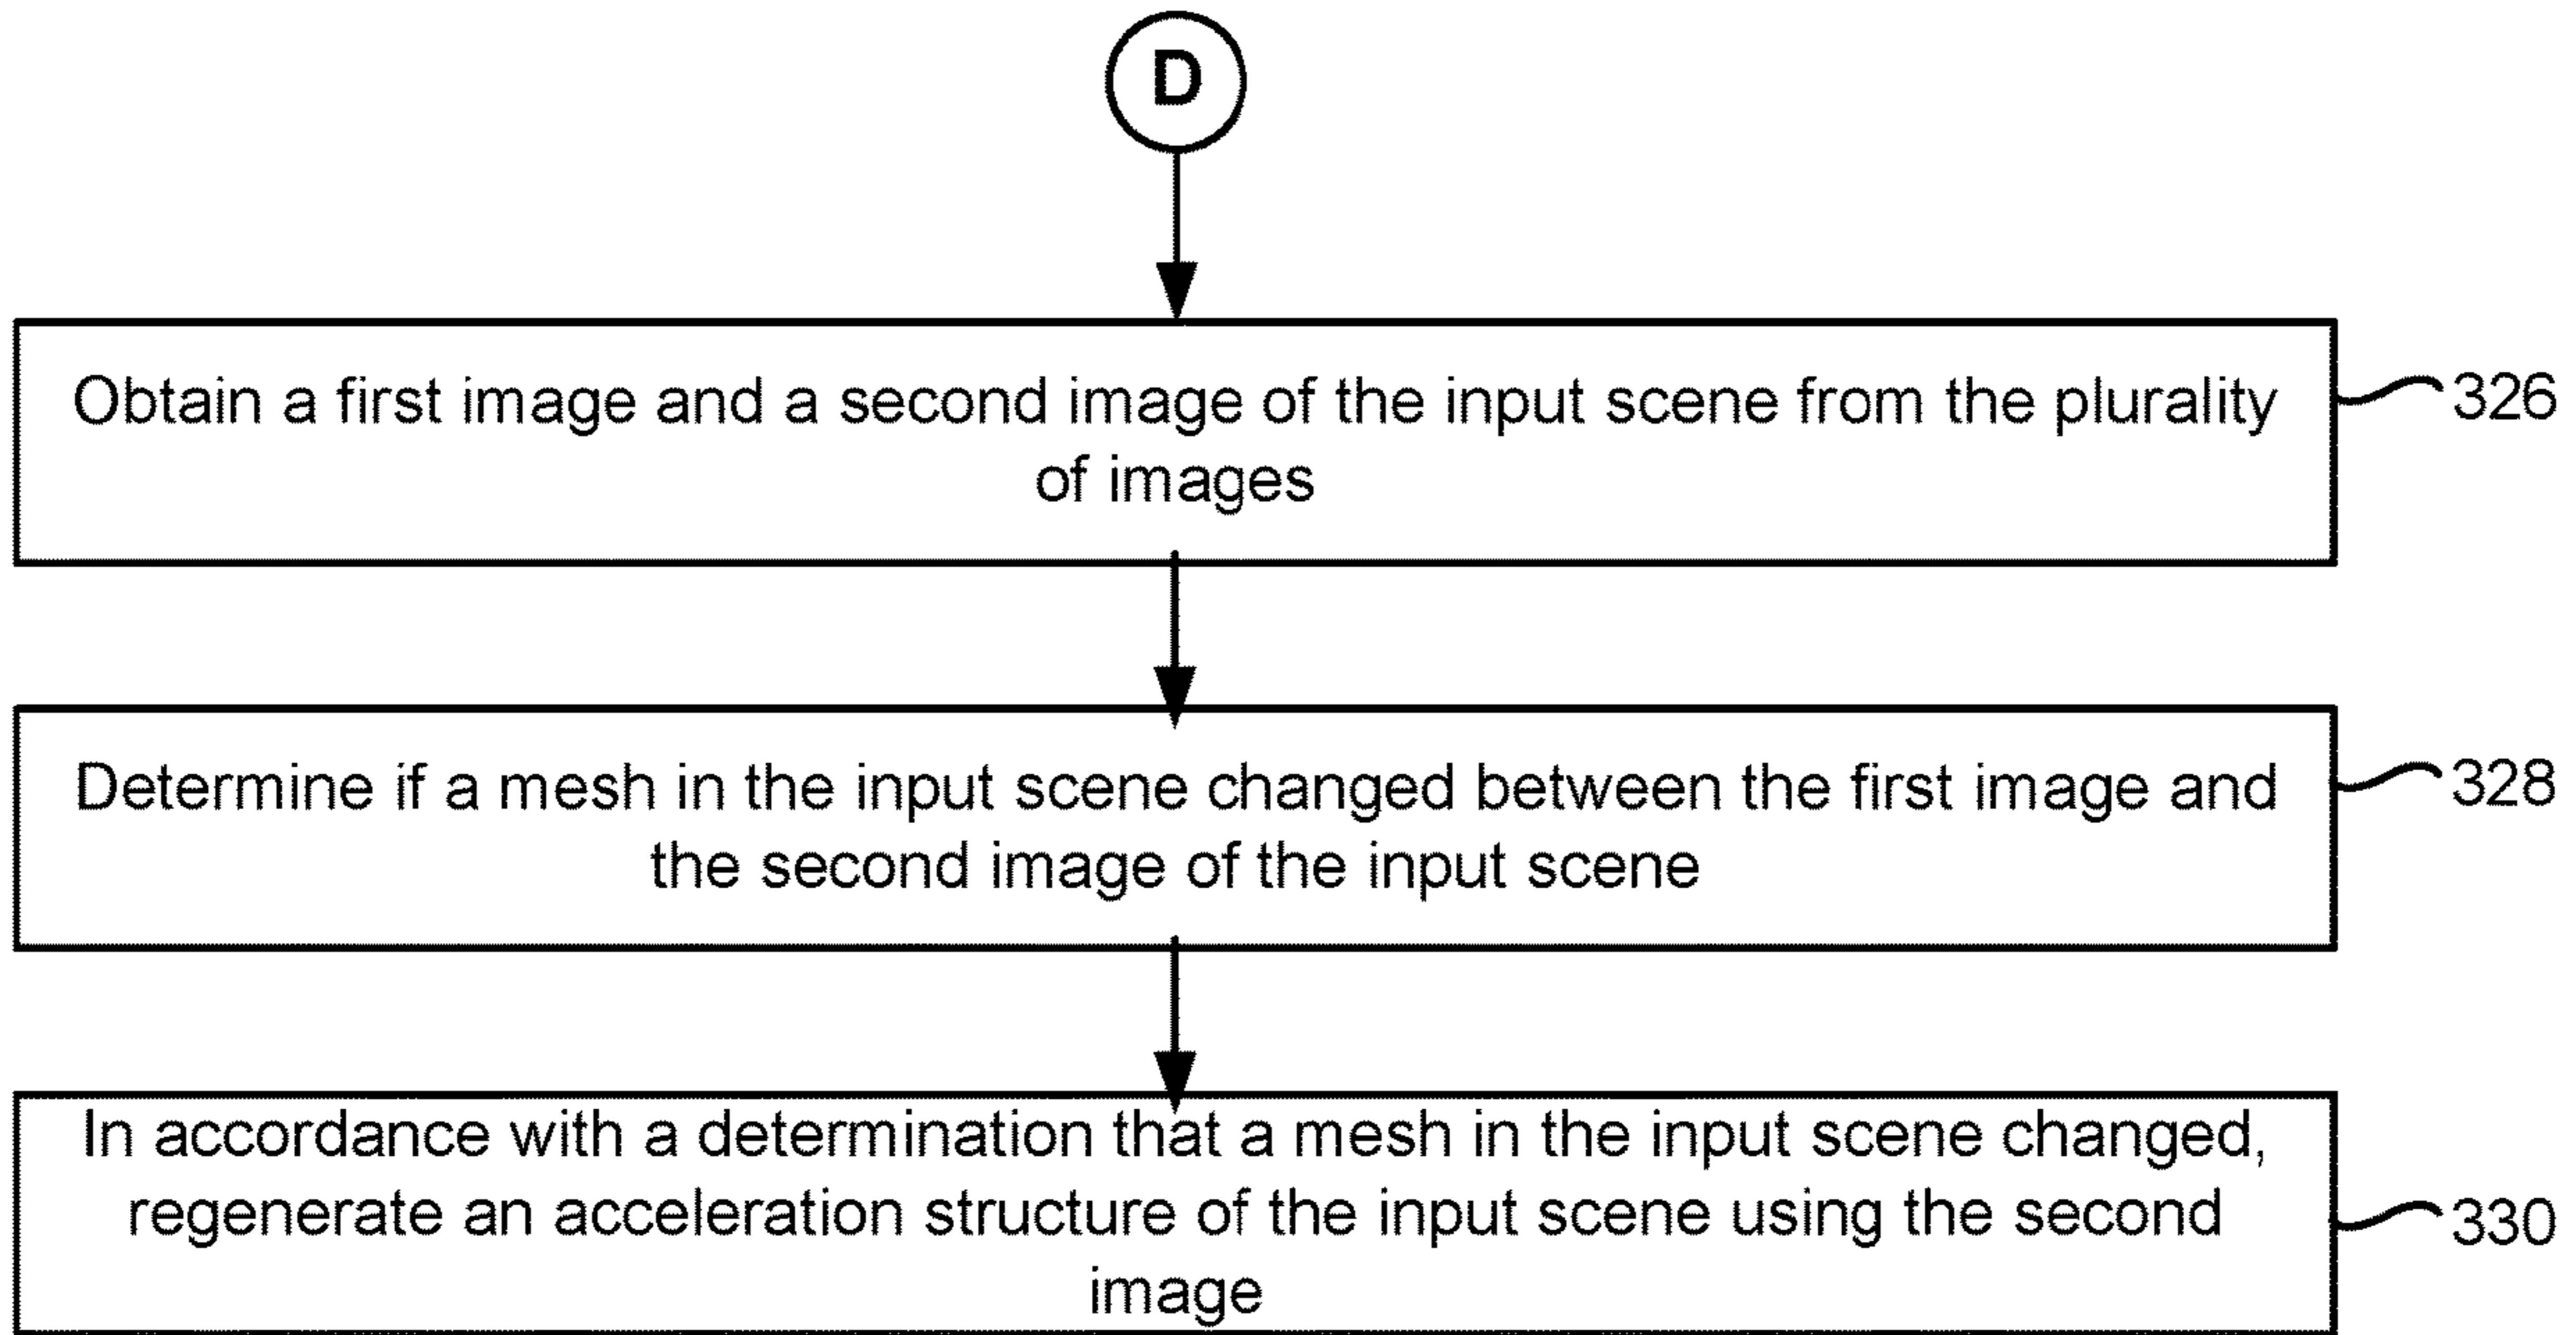 D
Obtain a first image and a second image of the input scene from the plurality
of images
326
Determine if a mesh in the input scene changed between the first image and
the second image of the input scene
328
In accordance with a determination that a mesh in the input scene changed,
regenerate an acceleration structure of the input scene using the second
image
330